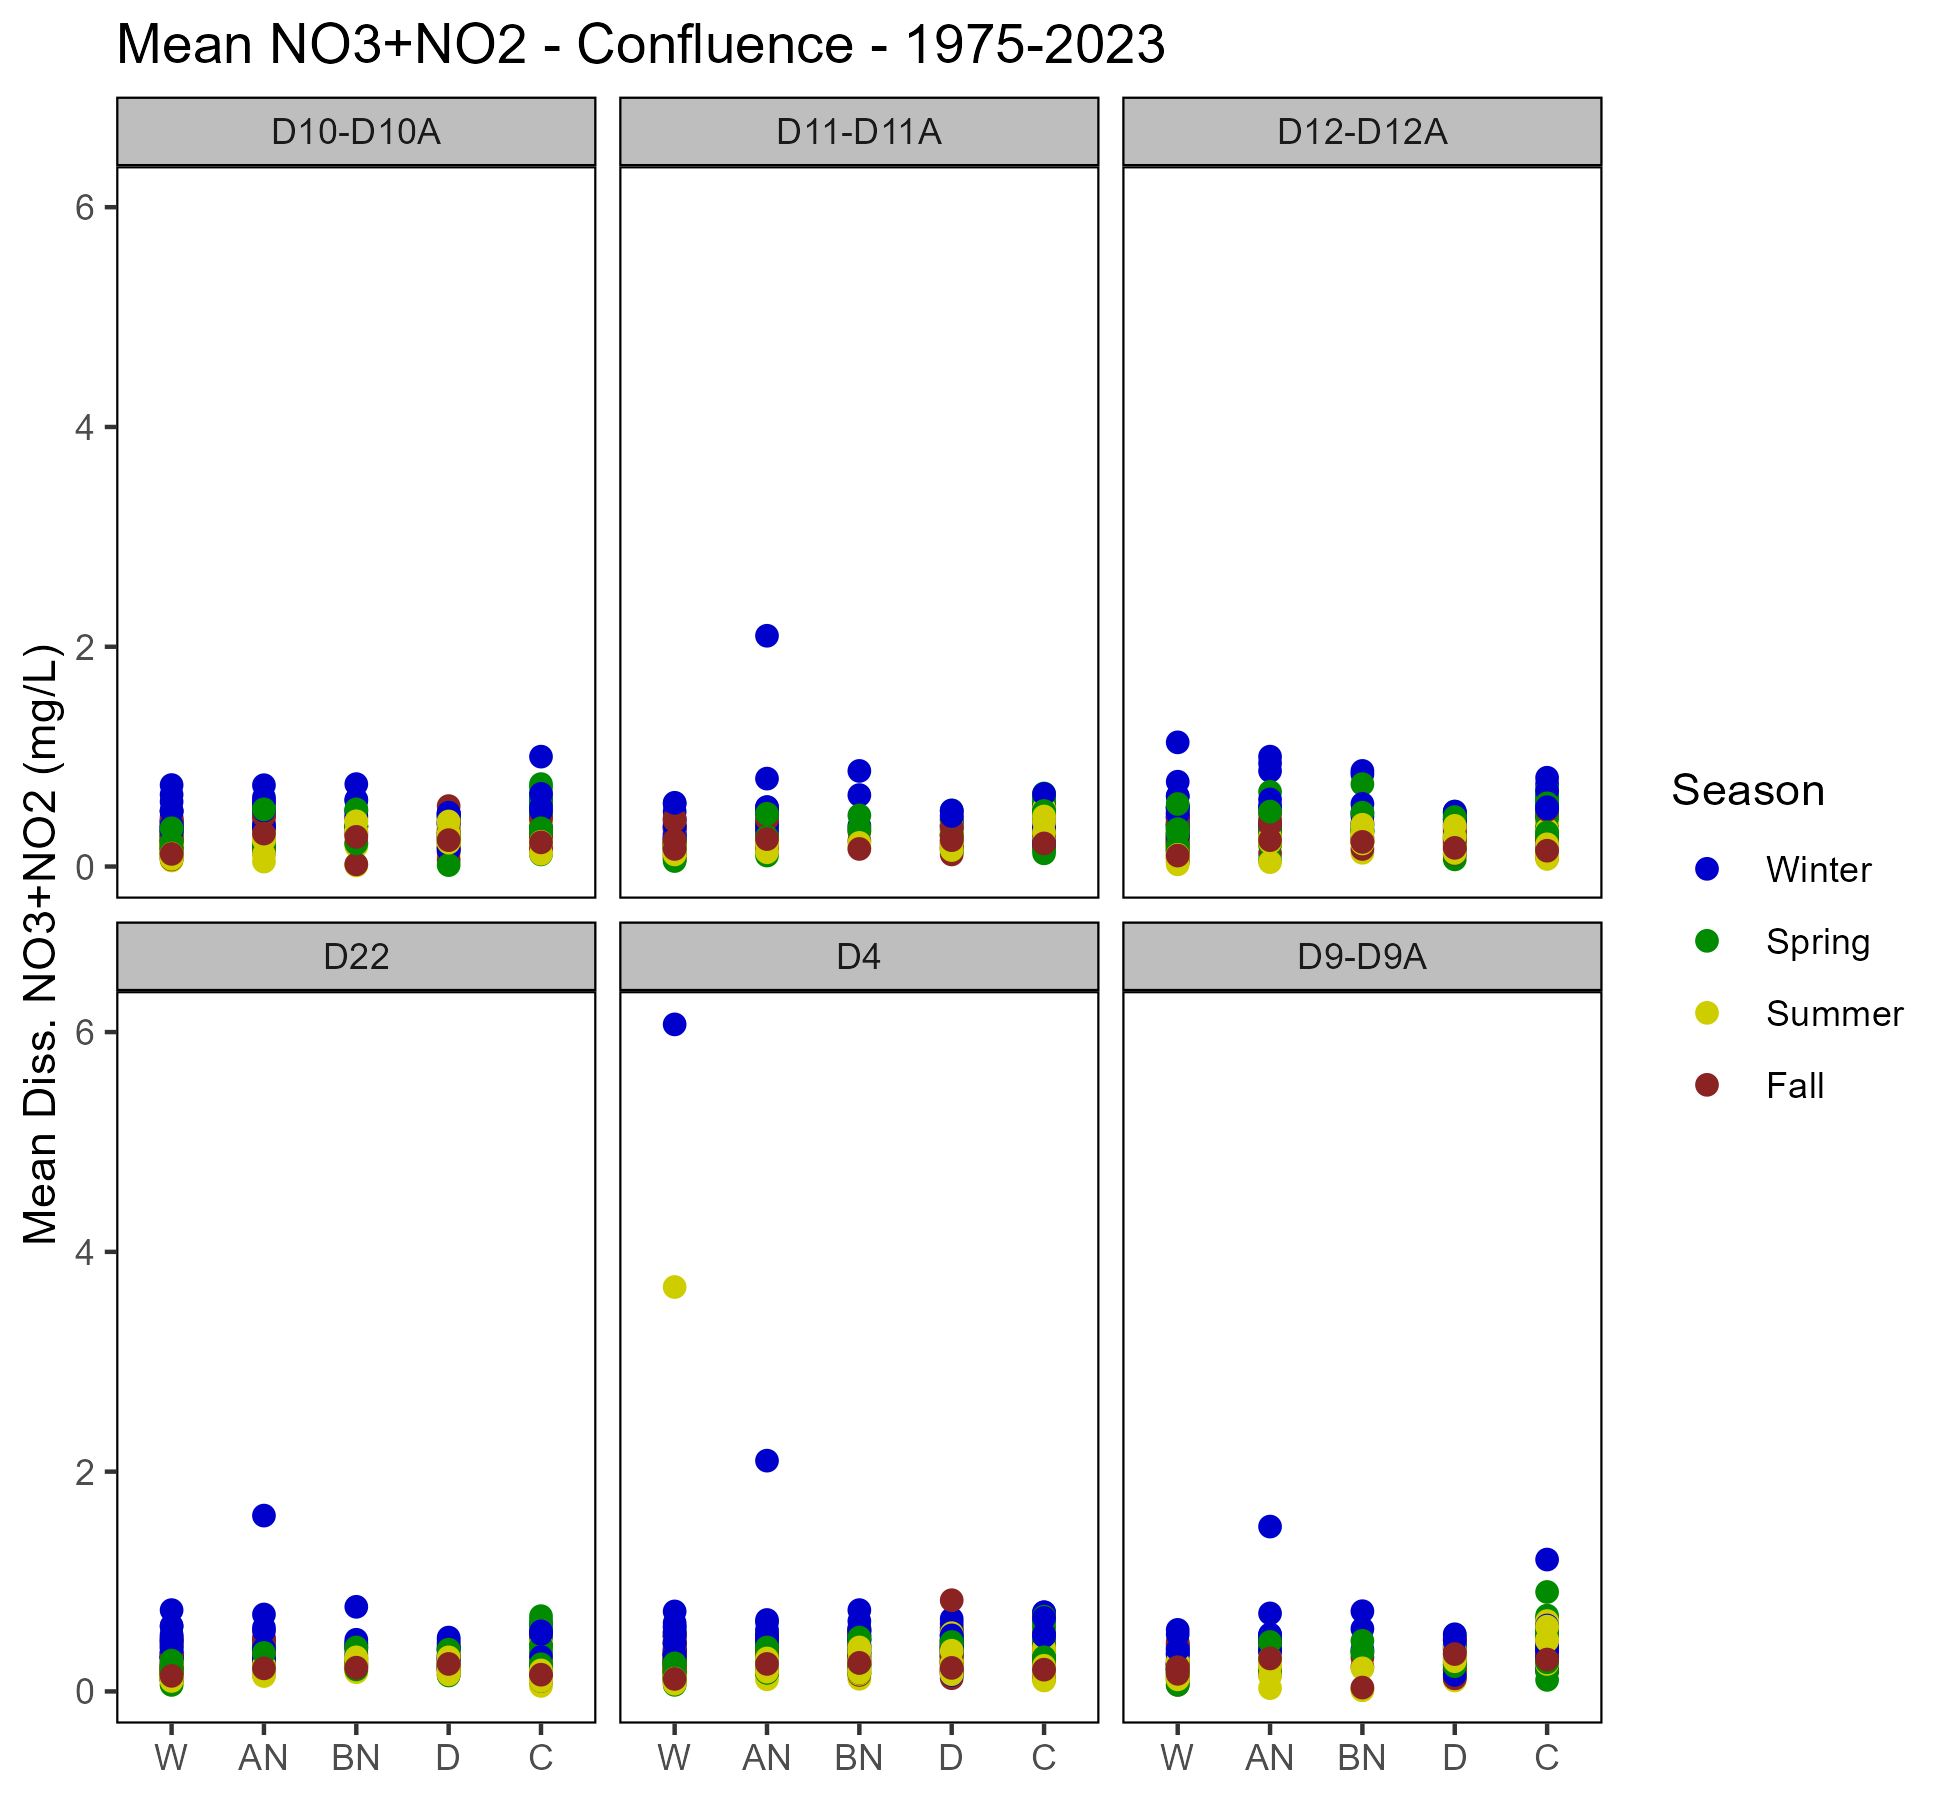 Mean NO3+NO2 - Confluence - 1975-2023
D10-D10A
D11-D11A
D12-D12A
6
4
2
0
D22
D4
D9-D9A
6
4
2
0
W AN BN D C
W AN BN D C
W AN BN D C
Mean Diss. NO3+NO2 (mg/L)
Season
Winter
Spring
Summer
Fall